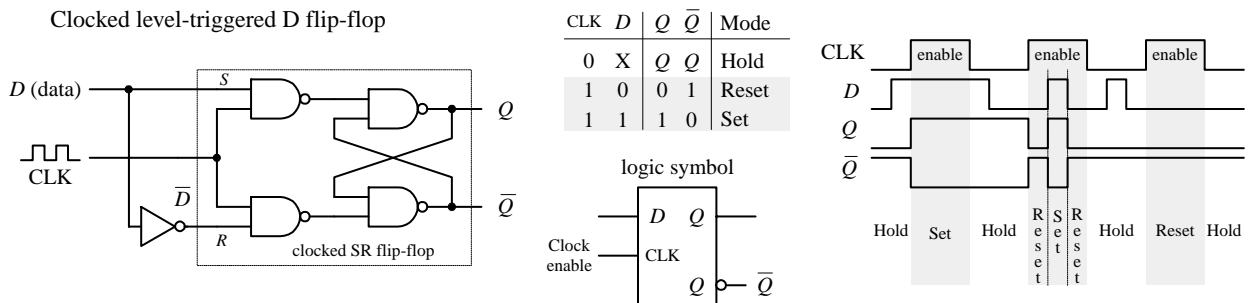 Clocked level-triggered D flip-flop
D (data)
S
Q
CLK
D̅
Q̅
R
clocked SR flip-flop
CLK D Q Q̅ Mode
0 X Q Q Hold
1 0 0 1 Reset
1 1 1 0 Set
logic symbol
D Q
Clock
enable
CLK
Q Q̅
CLK enable enable enable
D
Q
Q̅
Hold Set Hold Reset Set Reset Hold Reset Hold